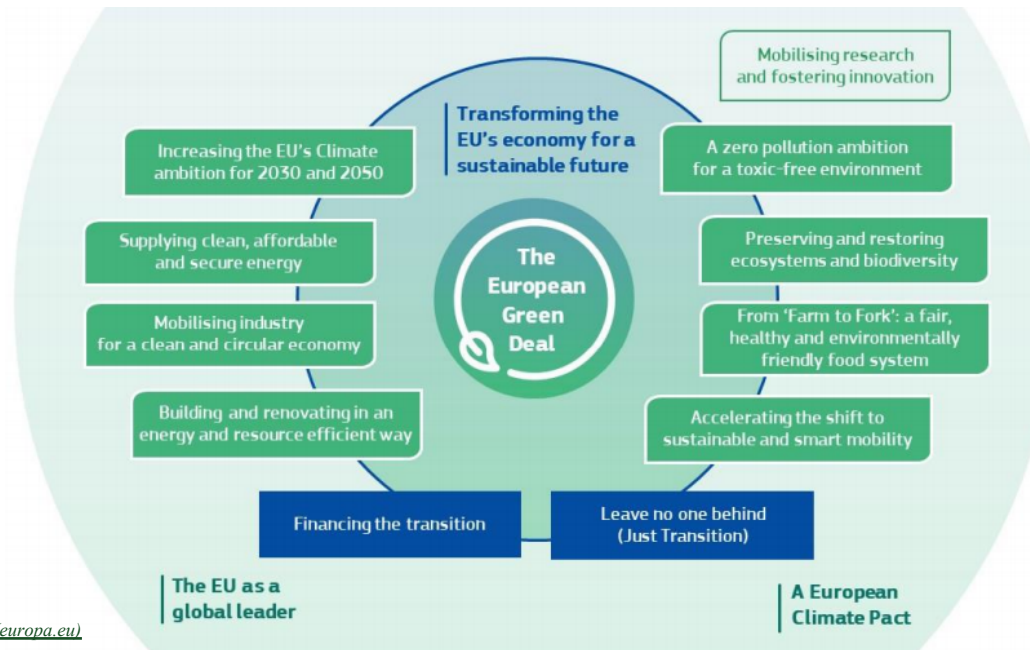 Mobilising research
and fostering innovation
Transforming the
EU's economy for a
sustainable future
Increasing the EU's Climate
ambition for 2030 and 2050
A zero pollution ambition
for a toxic-free environment
Supplying clean, affordable
and secure energy
The
European
Green
Deal
Preserving and restoring
ecosystems and biodiversity
Mobilising industry
for a clean and circular economy
From 'Farm to Fork': a fair,
healthy and environmentally
friendly food system
Building and renovating in an
energy and resource efficient way
Accelerating the shift to
sustainable and smart mobility
Financing the transition
Leave no one behind
(Just Transition)
The EU as a
global leader
A European
Climate Pact
europa.eu)